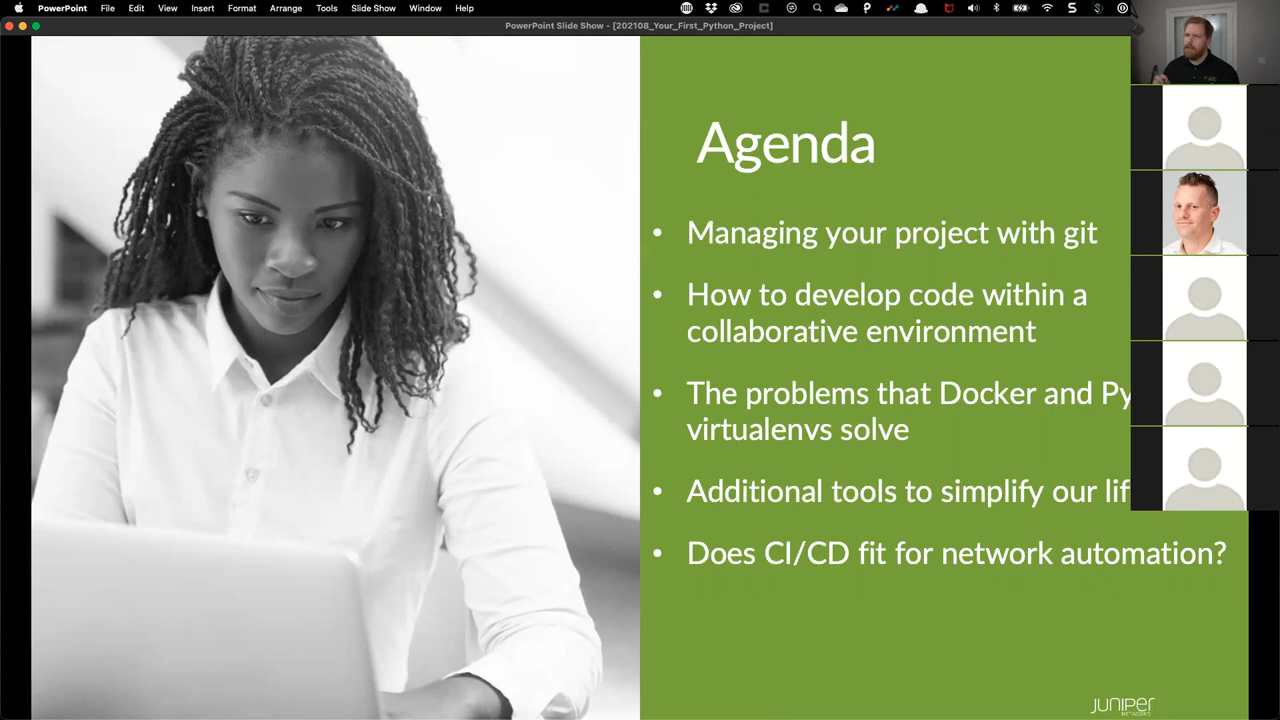 PowerPoint File Edit View Insert Format Arrange Tools Slide Show Window Help
PowerPoint Slide Show - [202108_Your_First_Python_Project]
Agenda
• Managing your project with git
• How to develop code within a
collaborative environment
• The problems that Docker and Py
virtualenvs solve
• Additional tools to simplify our lif
• Does CI/CD fit for network automation?
JUNIPER
NETWORKS